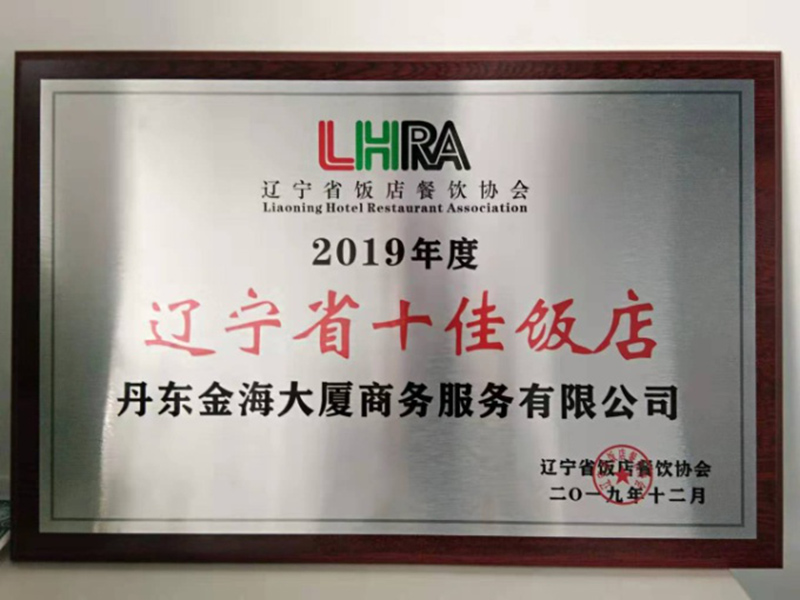 LHRA
辽宁省饭店餐饮协会
Liaoning Hotel Restaurant Association
2019年度
辽宁省十佳饭店
丹东金海大厦商务服务有限公司
辽宁省饭店餐饮协会
二〇一九年十二月